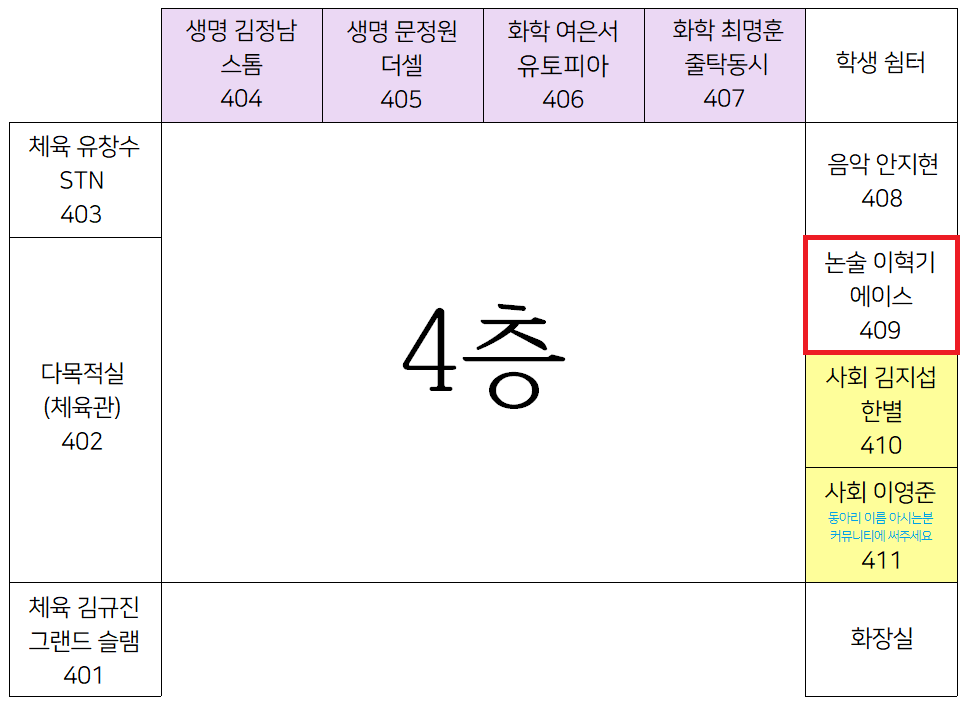 생명 김정남
스톰
404
생명 문정원
더셀
405
화학 여은서
유토피아
406
화학 최명훈
줄탁동시
407
학생 쉼터
체육 유창수
STN
403
음악 안지현
408
논술 이혁기
에이스
409
다목적실
(체육관)
402
4층
사회 김지섭
한별
410
사회 이영준
동아리 이름 아시는분
커뮤니티에 써주세요
411
체육 김규진
그랜드 슬램
401
화장실